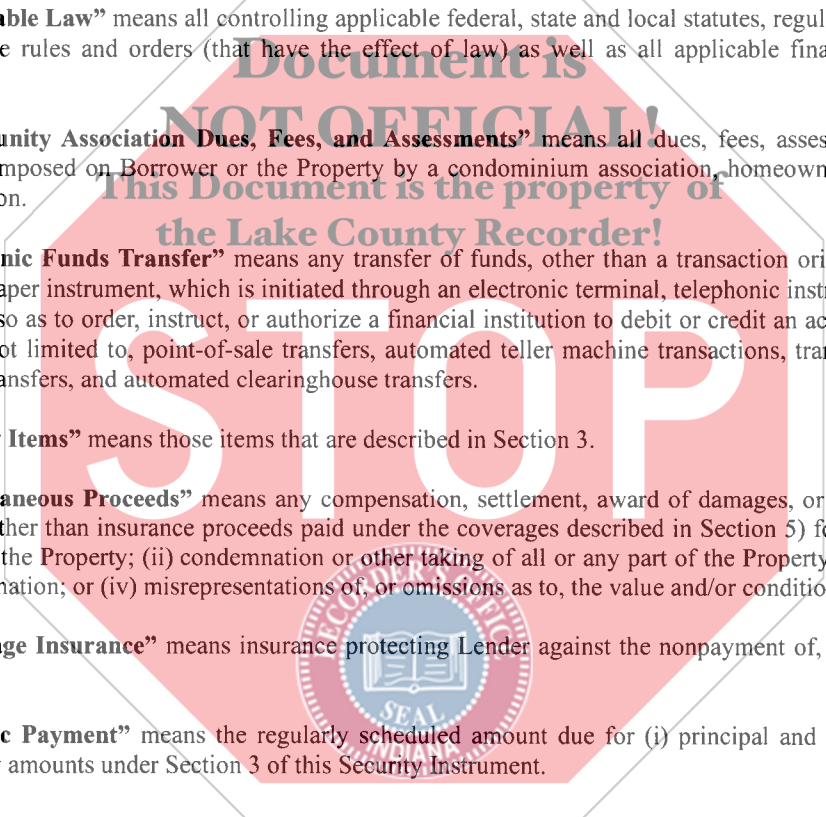 able Law” means all controlling applicable federal, state and local statutes, regul
e rules and orders (that have the effect of law) as well as all applicable fina
Document is
NOT OFFICIAL!
unity Association Dues, Fees, and Assessments” means all dues, fees, asses
mposed on Borrower or the Property by a condominium association, homeown
This Document is the property of
on.
the Lake County Recorder!
nic Funds Transfer” means any transfer of funds, other than a transaction ori
aper instrument, which is initiated through an electronic terminal, telephonic inst
so as to order, instruct, or authorize a financial institution to debit or credit an ac
ot limited to, point-of-sale transfers, automated teller machine transactions, tran
ansfers, and automated clearinghouse transfers.
STOP
Items” means those items that are described in Section 3.
aneous Proceeds” means any compensation, settlement, award of damages, or
ther than insurance proceeds paid under the coverages described in Section 5) fo
the Property; (ii) condemnation or other taking of all or any part of the Property
nation; or (iv) misrepresentations of, or omissions as to, the value and/or conditio
RECORDER'S OFFICE
ge Insurance” means insurance protecting Lender against the nonpayment of,
SEAL
INDIANA
c Payment” means the regularly scheduled amount due for (i) principal and
amounts under Section 3 of this Security Instrument.